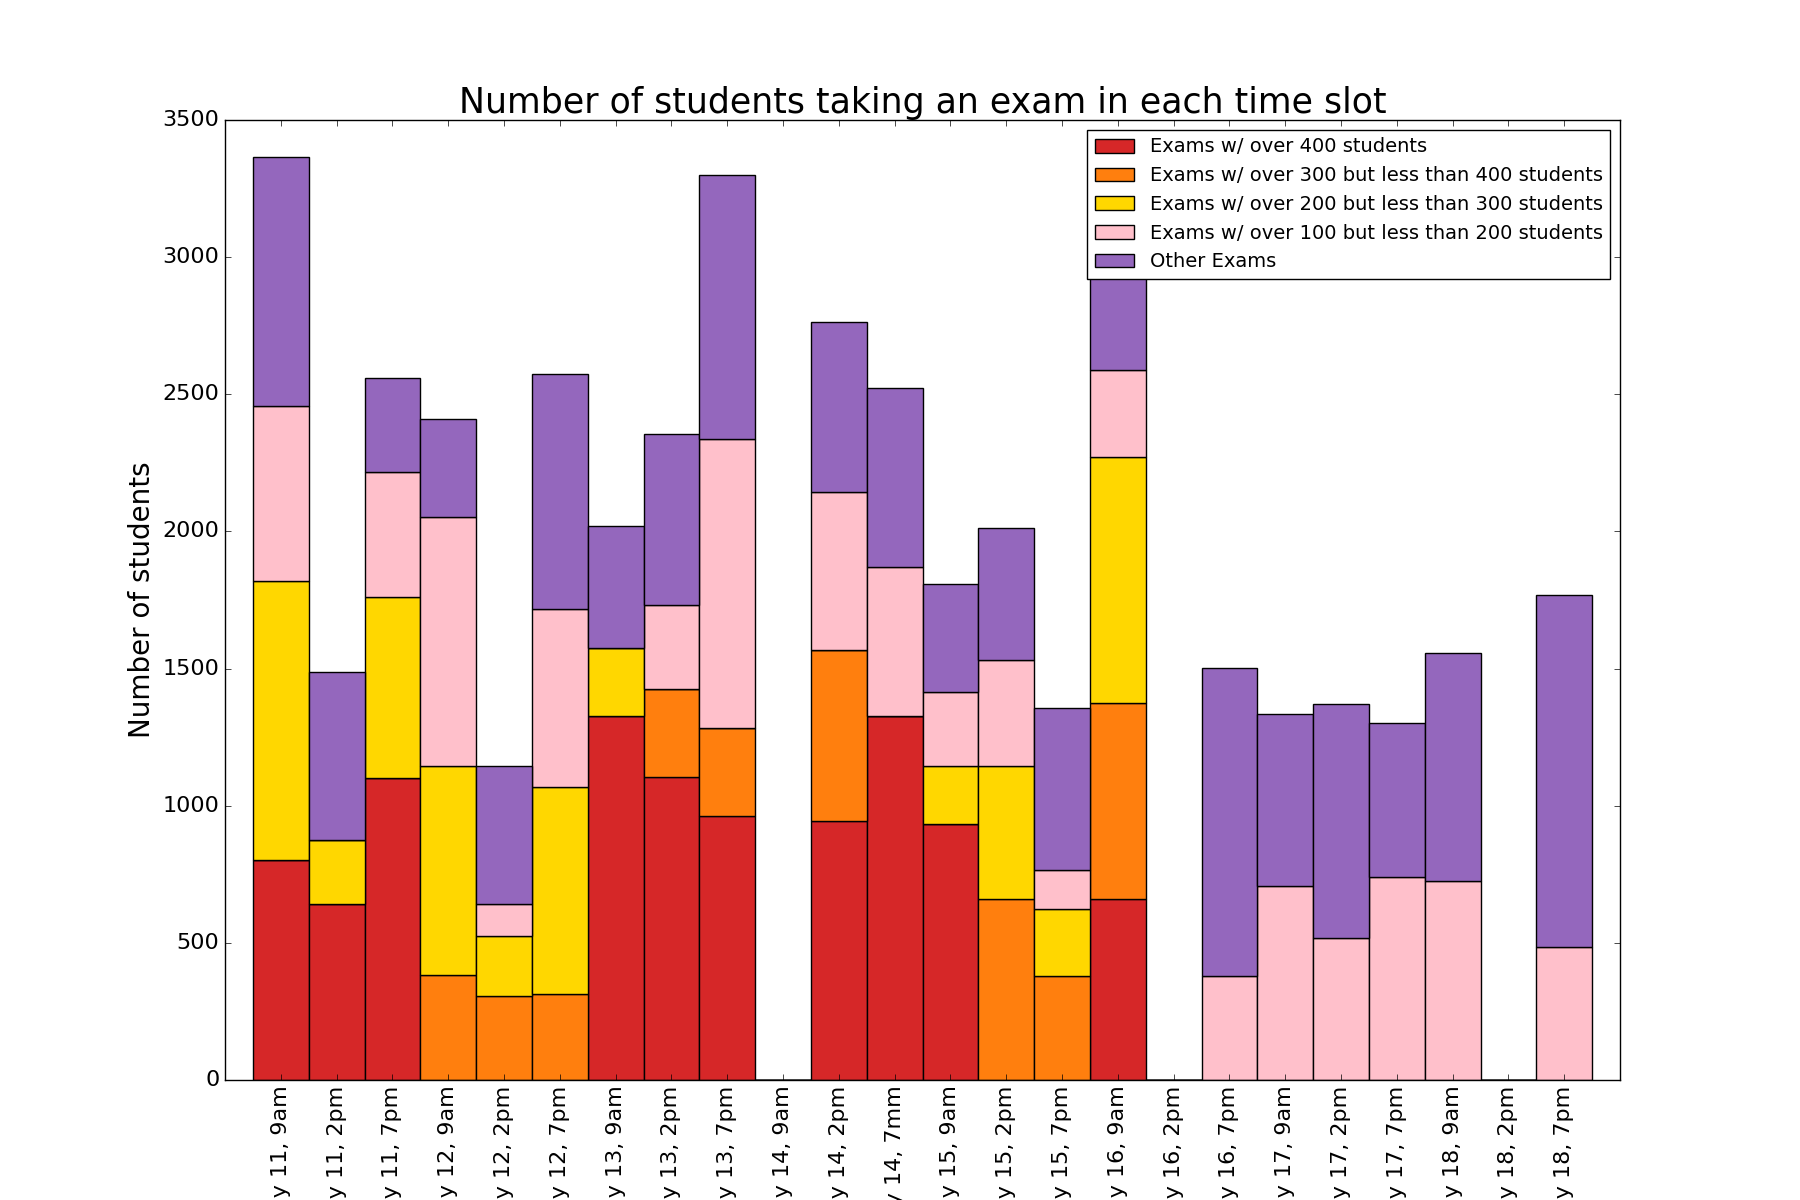 Number of students taking an exam in each time slot
3500
3000
2500
2000
1500
1000
500
0
Number of students
Exams w/ over 400 students
Exams w/ over 300 but less than 400 students
Exams w/ over 200 but less than 300 students
Exams w/ over 100 but less than 200 students
Other Exams
y 11, 9am
y 11, 2pm
y 11, 7pm
y 12, 9am
y 12, 2pm
y 12, 7pm
y 13, 9am
y 13, 2pm
y 13, 7pm
y 14, 9am
y 14, 2pm
y 14, 7mm
y 15, 9am
y 15, 2pm
y 15, 7pm
y 16, 9am
y 16, 2pm
y 16, 7pm
y 17, 9am
y 17, 2pm
y 17, 7pm
y 18, 9am
y 18, 2pm
y 18, 7pm